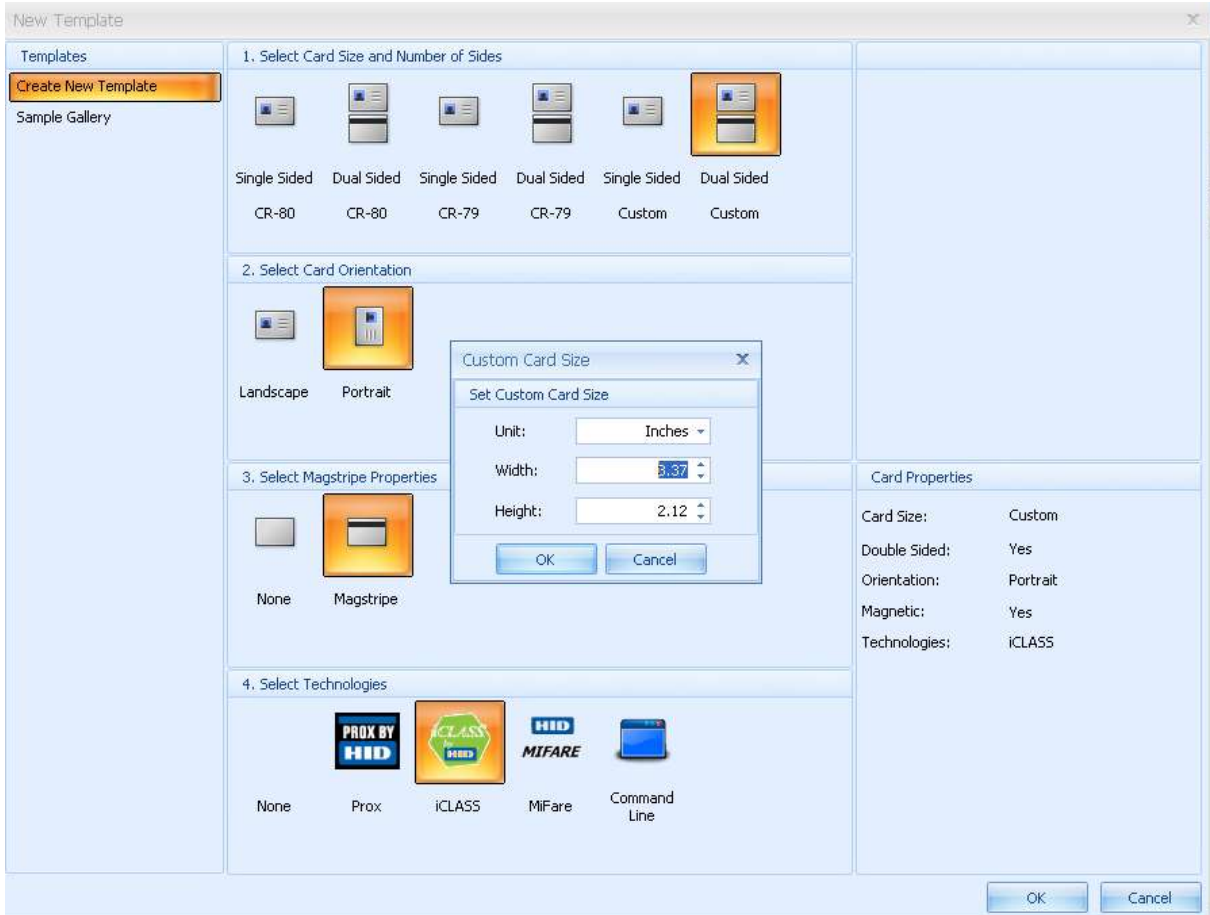 New Template
Templates
Create New Template
Sample Gallery
1. Select Card Size and Number of Sides
Single Sided Dual Sided Single Sided Dual Sided Single Sided Dual Sided
CR-80 CR-80 CR-79 CR-79 Custom Custom
2. Select Card Orientation
Landscape Portrait
Custom Card Size
Set Custom Card Size
Unit: Inches
Width: 3.37
Height: 2.12
OK Cancel
3. Select Magstripe Properties
None Magstripe
4. Select Technologies
PROX BY
HID
iCLASS
by HID
HID
MIFARE
None Prox iCLASS MiFare Command
Line
Card Properties
Card Size: Custom
Double Sided: Yes
Orientation: Portrait
Magnetic: Yes
Technologies: iCLASS
OK Cancel